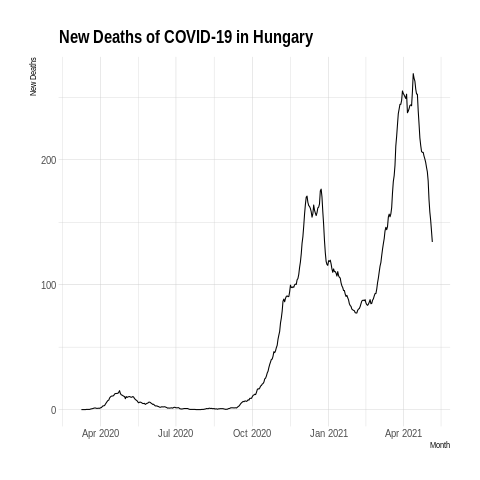 New Deaths of COVID-19 in Hungary
New Deaths
200
100
0
Apr 2020 Jul 2020 Oct 2020 Jan 2021 Apr 2021
Month